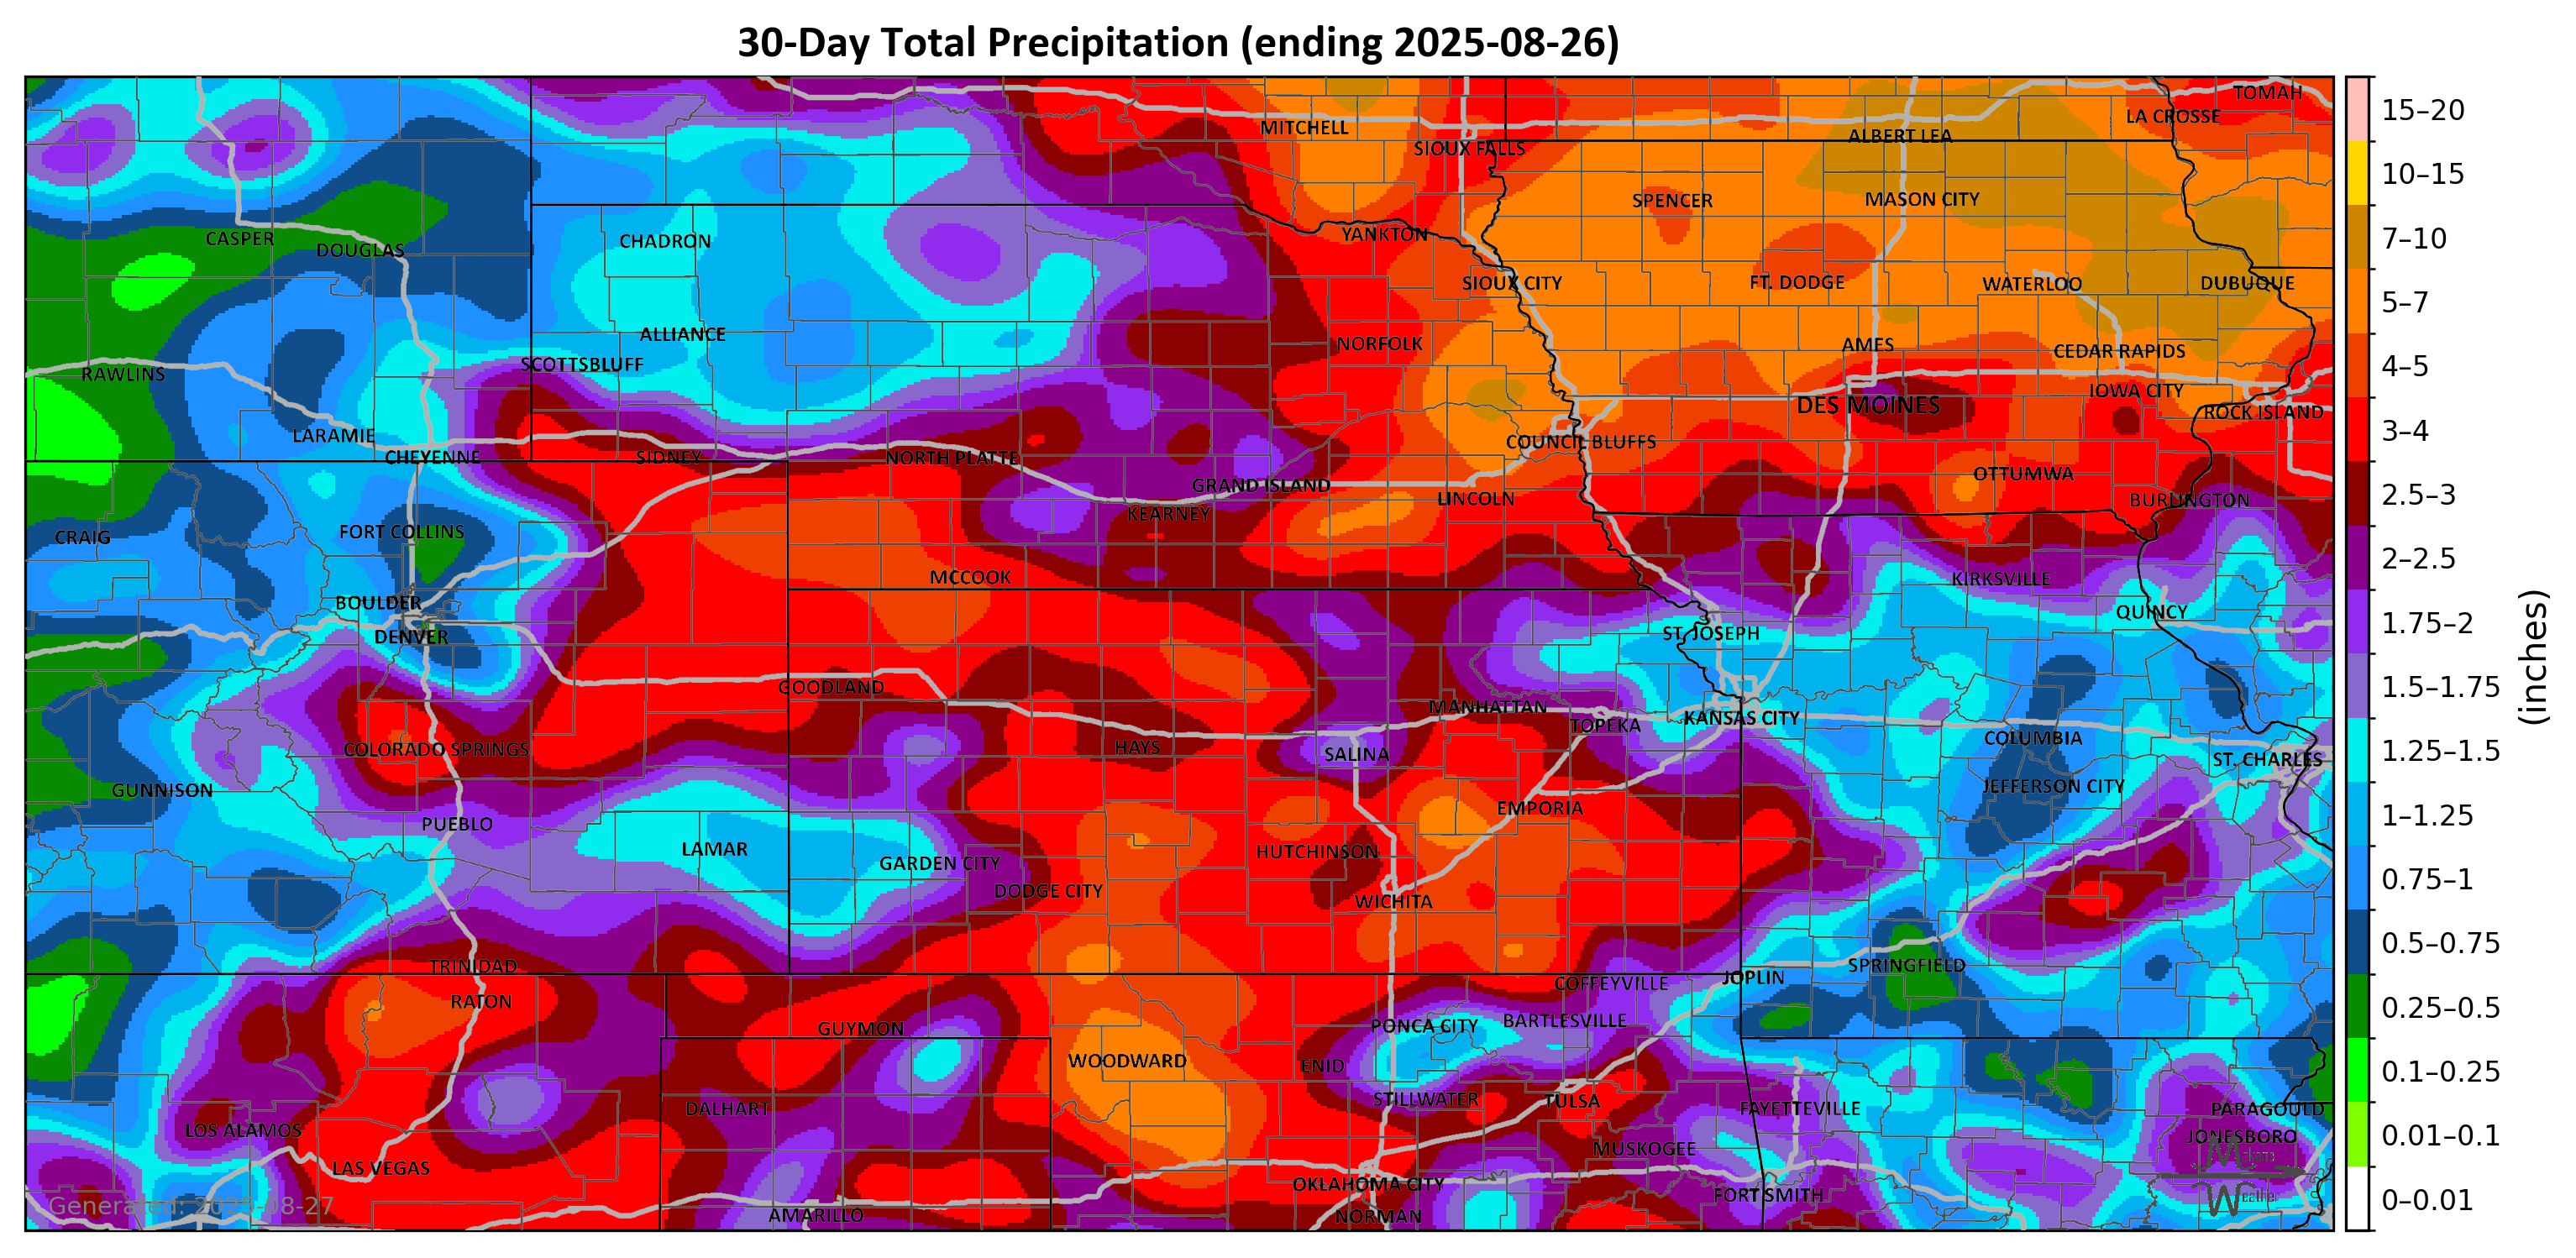 30-Day Total Precipitation (ending 2025-08-26)
TOMAH
LA CROSSE
MITCHELL
ALBERT LEA
SIOUX FALLS
SPENCER
MASON CITY
YANKTON
CASPER
CHADRON
DOUGLAS
SIOUX CITY
FT. DODGE
WATERLOO
DUBUQUE
ALLIANCE
NORFOLK
AMES
CEDAR RAPIDS
SCOTTSBLUFF
RAWLINS
IOWA CITY
DES MOINES
ROCK ISLAND
LARAMIE
COUNCIL BLUFFS
CHEYENNE
SIDNEY
NORTH PLATTE
OTTUMWA
GRAND ISLAND
LINCOLN
BURLINGTON
KEARNEY
FORT COLLINS
CRAIG
MCCOOK
KIRKSVILLE
BOULDER
QUINCY
DENVER
ST. JOSEPH
GOODLAND
MANHATTAN
KANSAS CITY
TOPEKA
COLUMBIA
COLORADO SPRINGS
HAYS
SALINA
ST. CHARLES
GUNNISON
JEFFERSON CITY
EMPORIA
PUEBLO
LAMAR
HUTCHINSON
GARDEN CITY
DODGE CITY
WICHITA
TRINIDAD
SPRINGFIELD
JOPLIN
COFFEYVILLE
RATON
BARTLESVILLE
GUYMON
PONCA CITY
WOODWARD
ENID
STILLWATER
TULSA
DALHART
FAYETTEVILLE
PARAGOULD
LOS ALAMOS
JONESBORO
MUSKOGEE
LAS VEGAS
OKLAHOMA CITY
FORT SMITH
AMARILLO
NORMAN
Generated: 2025-08-27
Makens
Weather
15–20
10–15
7–10
5–7
4–5
3–4
2.5–3
2–2.5
1.75–2
1.5–1.75
1.25–1.5
1–1.25
0.75–1
0.5–0.75
0.25–0.5
0.1–0.25
0.01–0.1
0–0.01
(inches)